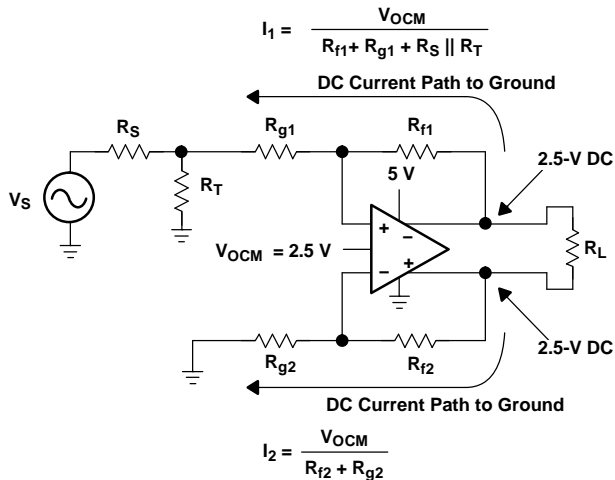 I1 = VOCM / Rf1+ Rg1 + RS || RT
DC Current Path to Ground
RS
Rg1
Rf1
2.5-V DC
5 V
VS
RT
+
−
VOCM = 2.5 V
RL
−
+
Rg2
Rf2
2.5-V DC
DC Current Path to Ground
I2 = VOCM / Rf2 + Rg2